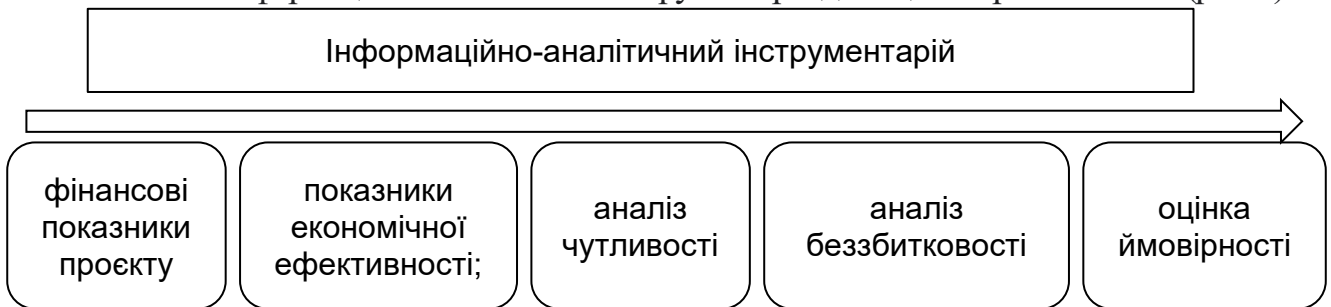 Інформаційно-аналітичний інструментарій
фінансові
показники
проєкту
показники
економічної
ефективності;
аналіз
чутливості
аналіз
беззбитковості
оцінка
ймовірності